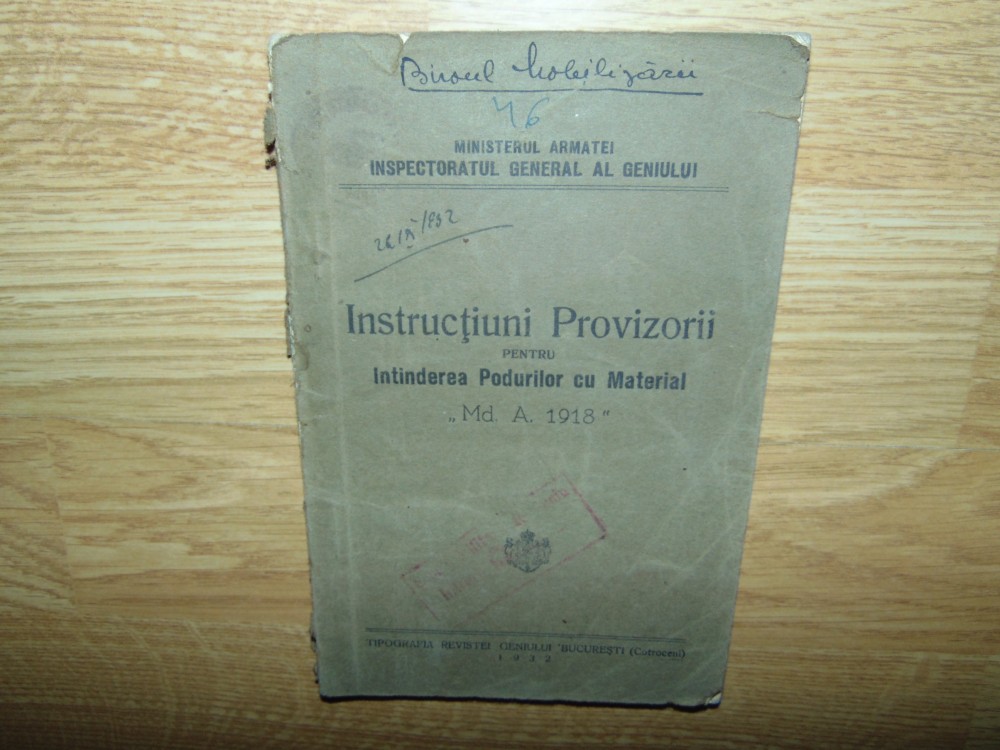 Biroul Mobilizării
46
MINISTERUL ARMATEI
INSPECTORATUL GENERAL AL GENIULUI
Instrucţiuni Provizorii
PENTRU
Intinderea Podurilor cu Material
„Md. A. 1918"
TIPOGRAFIA REVISTEI GENIULUI BUCUREŞTI (Cotroceni)